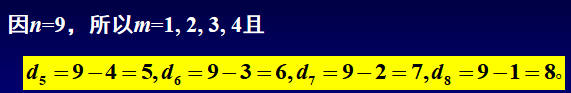 因n=9，所以m=1, 2, 3, 4且
d₅=9−4=5,d₆=9−3=6,d₇=9−2=7,d₈=9−1=8。